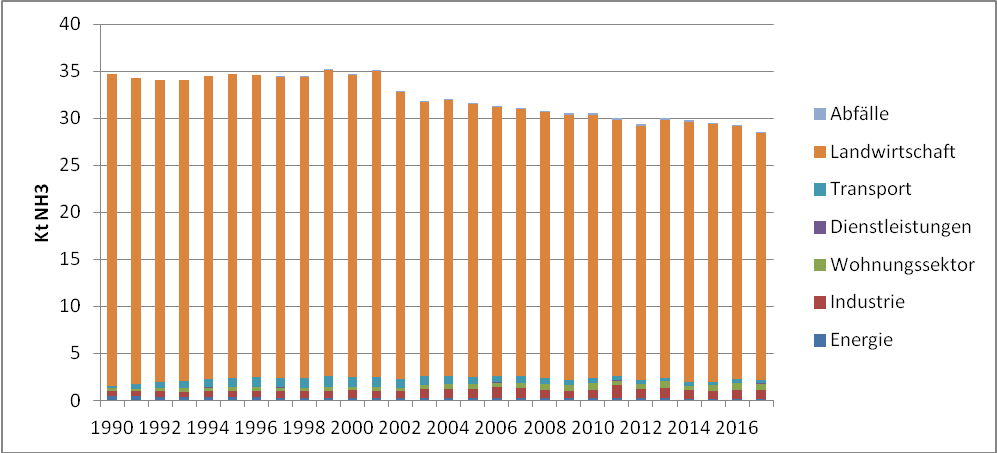 Kt NH3
40
35
30
25
20
15
10
5
0
1990 1992 1994 1996 1998 2000 2002 2004 2006 2008 2010 2012 2014 2016
Abfälle
Landwirtschaft
Transport
Dienstleistungen
Wohnungssektor
Industrie
Energie